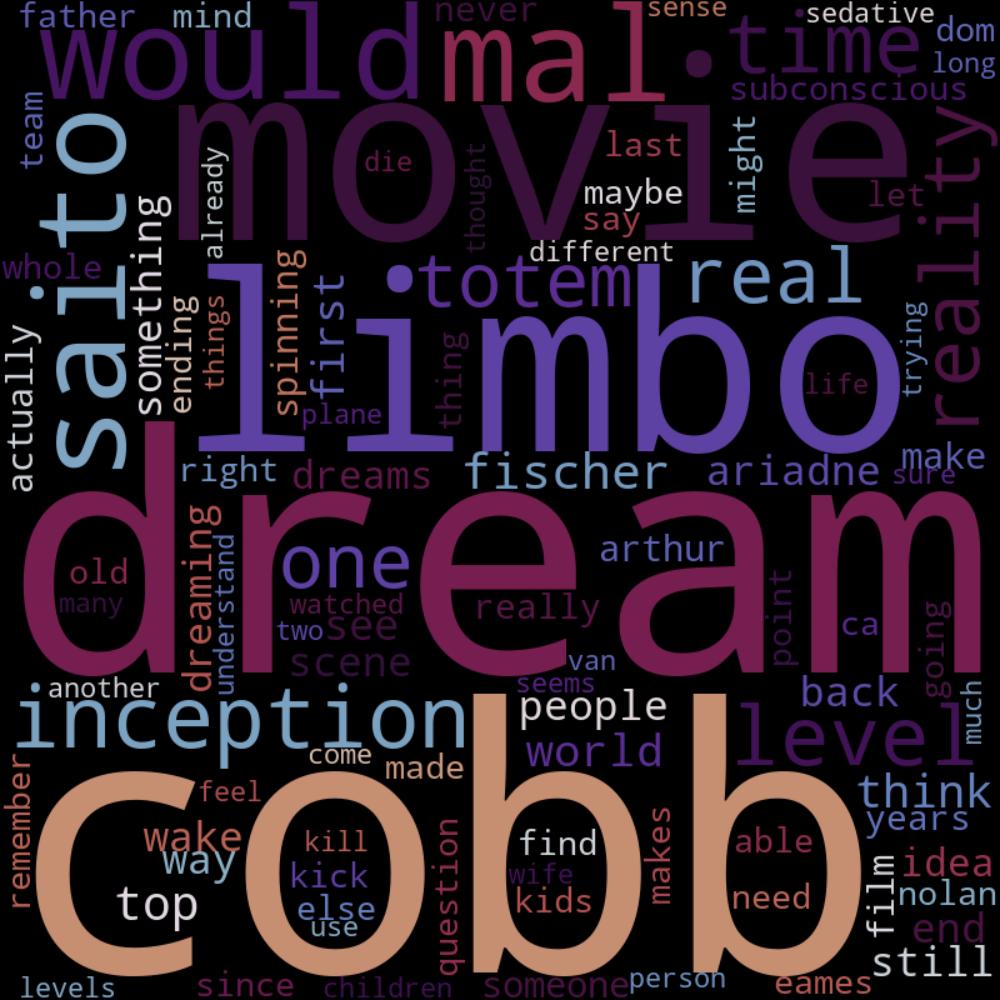 father mind never sense sedative
would mal time dom
long
subconscious
team
movie
saito
die
thought
last
might
maybe
say
let
reality
already
something
different
whole
totem
real
limbo
actually
ending
things
spinning
first
plane
thing
life
trying
right dreams fischer ariadne make
sure
dream
old
many
dreaming
understand
one
arthur
watched
two see
really
point
ca
going
scene
van
seems
another
inception
people
back
much
world
level
come
made
cobb
remember
feel
think
years
wake
way
kill
kick
else
use
top
question
find
wife
kids
makes
able
need
film
idea
nolan
end
still
levels since children someone person eames